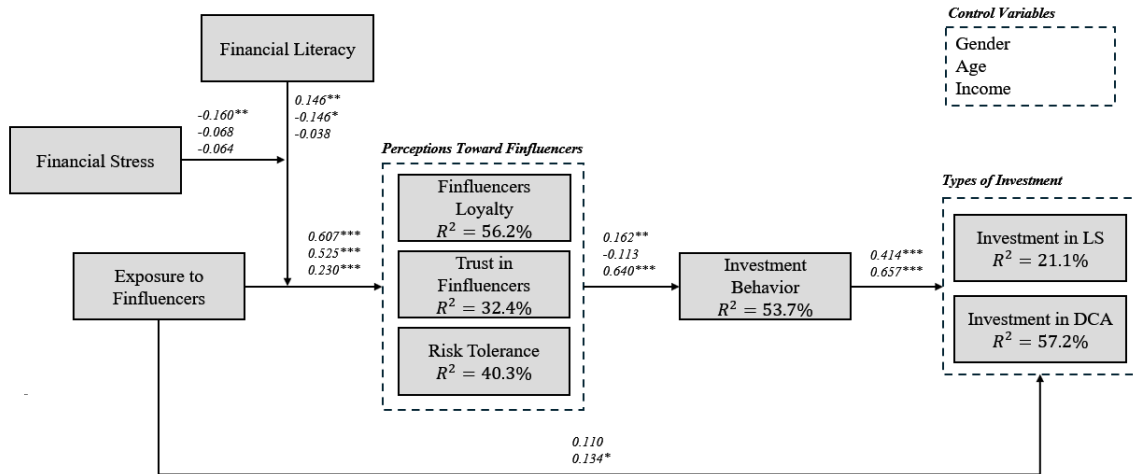 Control Variables
Gender
Age
Income
Financial Literacy
0.146**
-0.146*
-0.038
-0.160**
-0.068
-0.064
Financial Stress
Perceptions Toward Finfluencers
Finfluencers
Loyalty
R² = 56.2%
Trust in
Finfluencers
R² = 32.4%
Risk Tolerance
R² = 40.3%
Exposure to
Finfluencers
0.607***
0.525***
0.230***
0.162**
-0.113
0.640***
Investment
Behavior
R² = 53.7%
0.414***
0.657***
Types of Investment
Investment in LS
R² = 21.1%
Investment in DCA
R² = 57.2%
0.110
0.134*